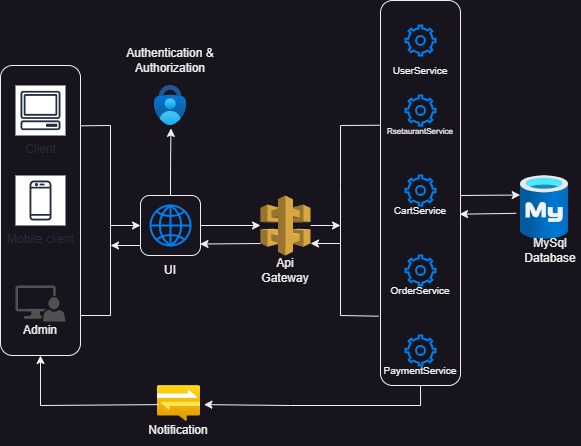 Authentication &
Authorization
UserService
RsetaurantService
Client
CartService
My
Mobile client
MySql
Database
UI
Api
Gateway
OrderService
Admin
PaymentService
Notification